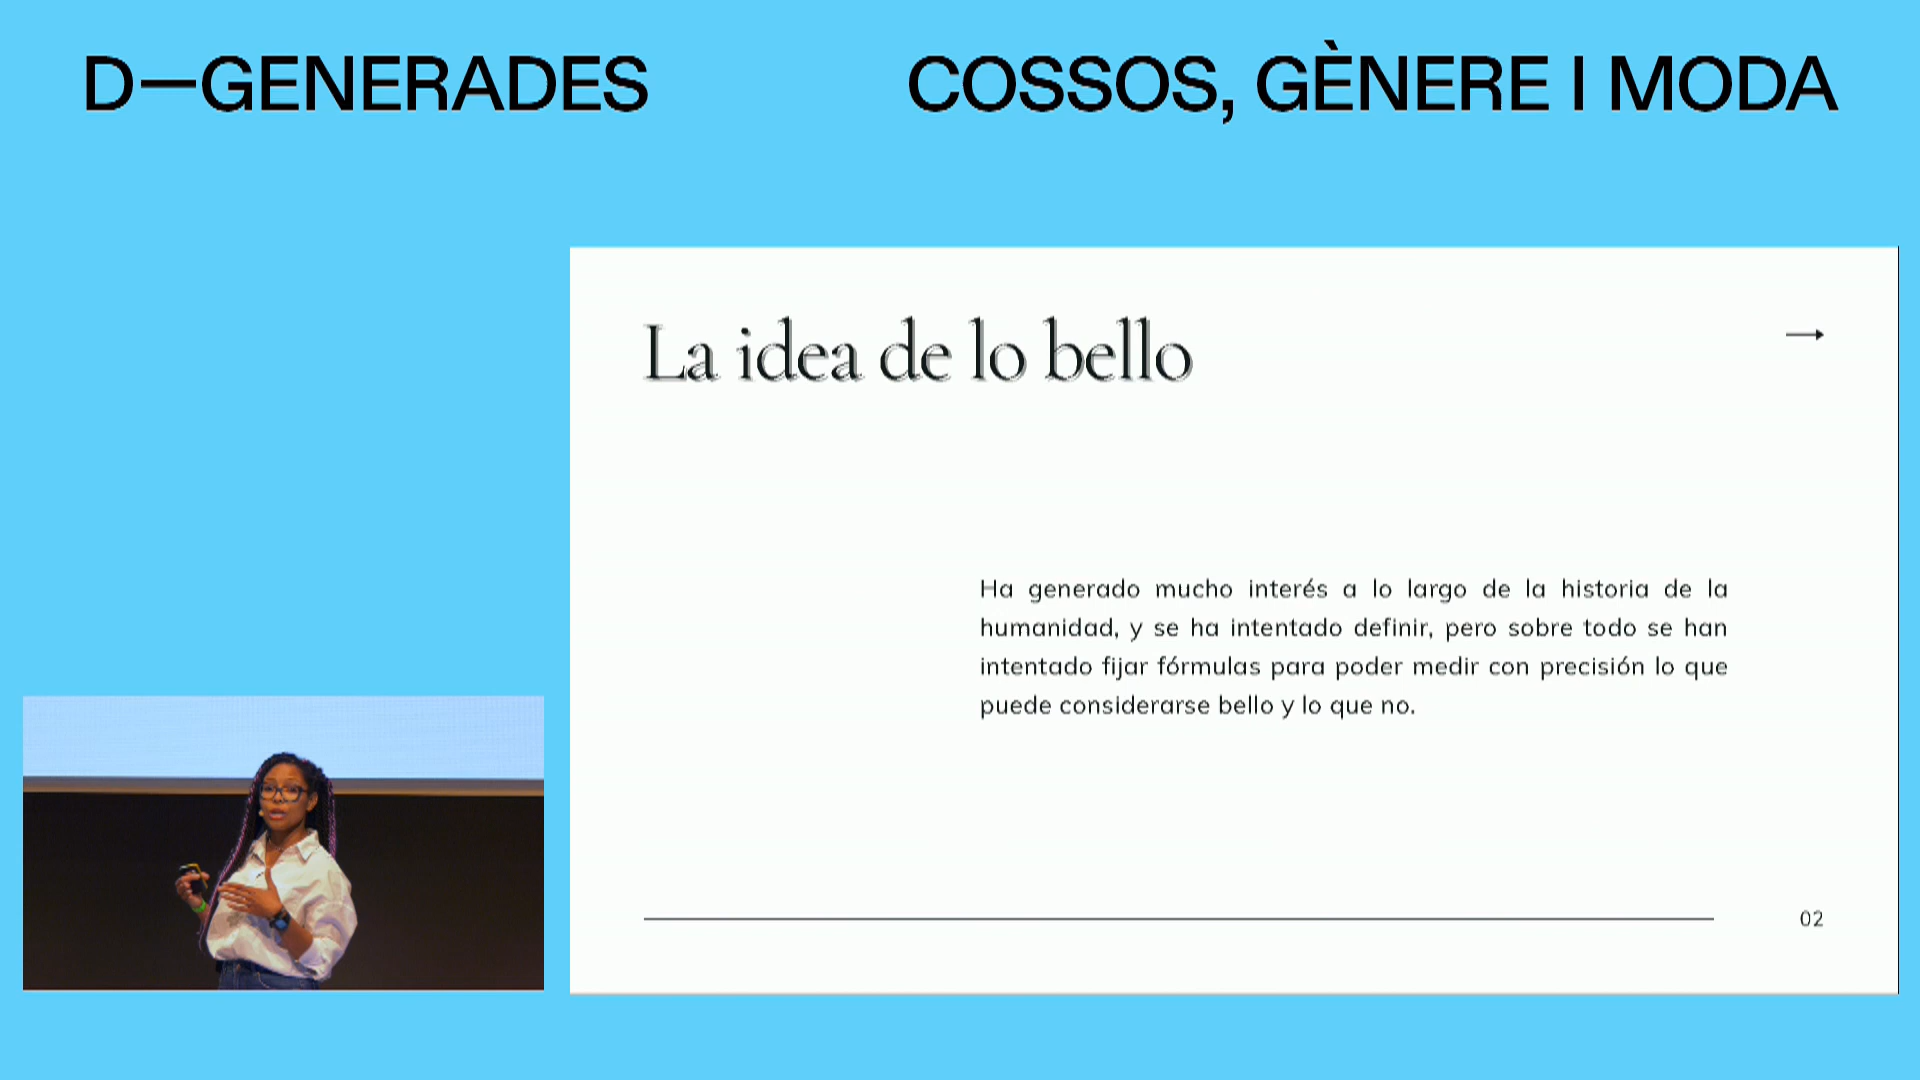 D—GENERADES
COSSOS, GÈNERE I MODA
La idea de lo bello
Ha generado mucho interés a lo largo de la historia de la
humanidad, y se ha intentado definir, pero sobre todo se han
intentado fijar fórmulas para poder medir con precisión lo que
puede considerarse bello y lo que no.
02